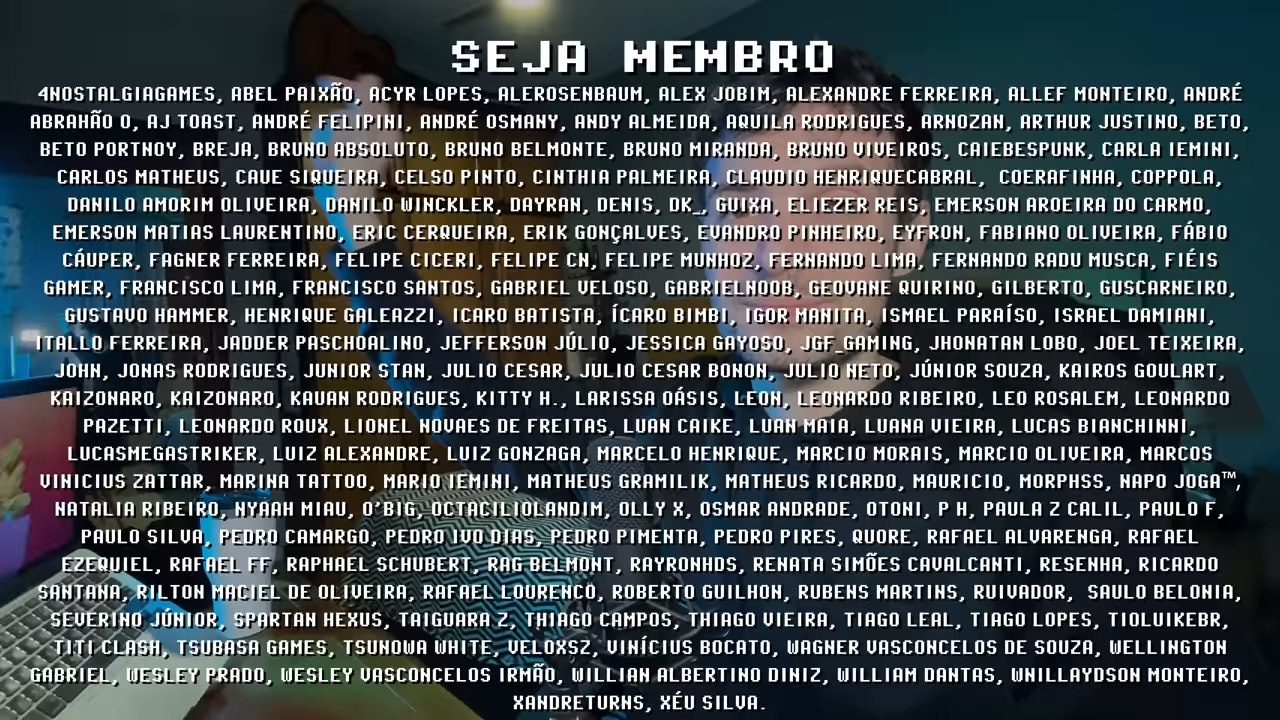 SEJA MEMBRO
4NOSTALGIAGAMES, ABEL PAIXÃO, ACYR LOPES, ALEROSENBAUM, ALEX JOBIM, ALEXANDRE FERREIRA, ALLEF MONTEIRO, ANDRÉ
ABRAHÃO O, AJ TOAST, ANDRÉ FELIPINI, ANDRÉ OSMANY, ANDY ALMEIDA, AQUILA RODRIGUES, ARNOZAN, ARTHUR JUSTINO, BETO,
BETO PORTNOY, BREJA, BRUNO ABSOLUTO, BRUNO BELMONTE, BRUNO MIRANDA, BRUNO VIVEIROS, CAIEBESPUNK, CARLA IEMINI,
CARLOS MATHEUS, CAVE SIQUEIRA, CELSO PINTO, CINTHIA PALMEIRA, CLAUDIO HENRIQUECABRAL, COERAFINHA, COPPOLA,
DANILO AMORIM OLIVEIRA, DANILO WINCKLER, DAYRAN, DENIS, DK_, GUIXA, ELIEZER REIS, EMERSON AROEIRA DO CARMO,
EMERSON MATIAS LAURENTINO, ERIC CERQUEIRA, ERIK GONÇALVES, EVANDRO PINHEIRO, EYFRON, FABIANO OLIVEIRA, FÁBIO
CÁUPER, FAGNER FERREIRA, FELIPE CICERI, FELIPE CN, FELIPE MUNHOZ, FERNANDO LIMA, FERNANDO RADU MUSCA, FIÉIS
GAMER, FRANCISCO LIMA, FRANCISCO SANTOS, GABRIEL VELOSO, GABRIELNOOB, GEOVANE QUIRINO, GILBERTO, GUSCARNEIRO,
GUSTAVO HAMMER, HENRIQUE GALEAZZI, ICARO BATISTA, ÍCARO BIMBI, IGOR MANITA, ISMAEL PARAÍSO, ISRAEL DAMIANI,
ITALLO FERREIRA, JADDER PASCHOALINO, JEFFERSON JÚLIO, JESSICA GAYOSO, JGF_GAMING, JHONATAN LOBO, JOEL TEIXEIRA,
JOHN, JONAS RODRIGUES, JUNIOR STAN, JULIO CESAR, JULIO CESAR BONON, JULIO NETO, JÚNIOR SOUZA, KAIROS GOULART,
KAIZONARO, KAIZONARO, KAVAN RODRIGUES, KITTY H., LARISSA OÁSIS, LEON, LEONARDO RIBEIRO, LEO ROSALEM, LEONARDO
PAZETTI, LEONARDO ROUX, LIONEL NOVAES DE FREITAS, LUAN CAIKE, LUAN MA1A, LUANA VIEIRA, LUCAS BIANCHINNI,
LUCASMEGASTRIKER, LUIZ ALEXANDRE, LUIZ GONZAGA, MARCELO HENRIQUE, MARCIO MORAIS, MARCIO OLIVEIRA, MARCOS
VINICIUS ZATTAR, MARINA TATTOO, MARIO IEMINI, MATHEUS GRAMILIK, MATHEUS RICARDO, MAURICIO, MORPHSS, NAPO JOGA™,
NATALIA RIBEIRO, NYAAH MIAU, O'BIG, OCTACILIOLANDIM, OLLY X, OSMAR ANDRADE, OTONI, P H, PAULA Z CALIL, PAULO F,
PAULO SILVA, PEDRO CAMARGO, PEDRO IVO DIAS, PEDRO PIMENTA, PEDRO PIRES, QUORE, RAFAEL ALVARENGA, RAFAEL
EZEQUIEL, RAFAEL FF, RAPHAEL SCHUBERT, RAG BELMONT, RAYRONHDS, RENATA SIMÕES CAVALCANTI, RESENHA, RICARDO
SANTANA, RILTON MACIEL DE OLIVEIRA, RAFAEL LOURENCO, ROBERTO GUILHON, RUBENS MARTINS, RUIVADOR, SAULO BELONIA,
SEVERINO JÚNIOR, SPARTAN HEXUS, TAIGUARA Z, TH1AGO CAMPOS, THIAGO VIEIRA, TIAGO LEAL, TIAGO LOPES, TIOLUIKEBR,
TITI CLASH, TSUBASA GAMES, TSUNOWA WHITE, VELOXSZ, VINÍCIUS BOCATO, WAGNER VASCONCELOS DE SOUZA, WELLINGTON
GABRIEL, WESLEY PRADO, WESLEY VASCONCELOS IRMÃO, WILLIAN ALBERTINO DINIZ, WILLIAM DANTAS, WNILLAYDSON MONTEIRO,
XANDRETURNS, XÉU SILVA.